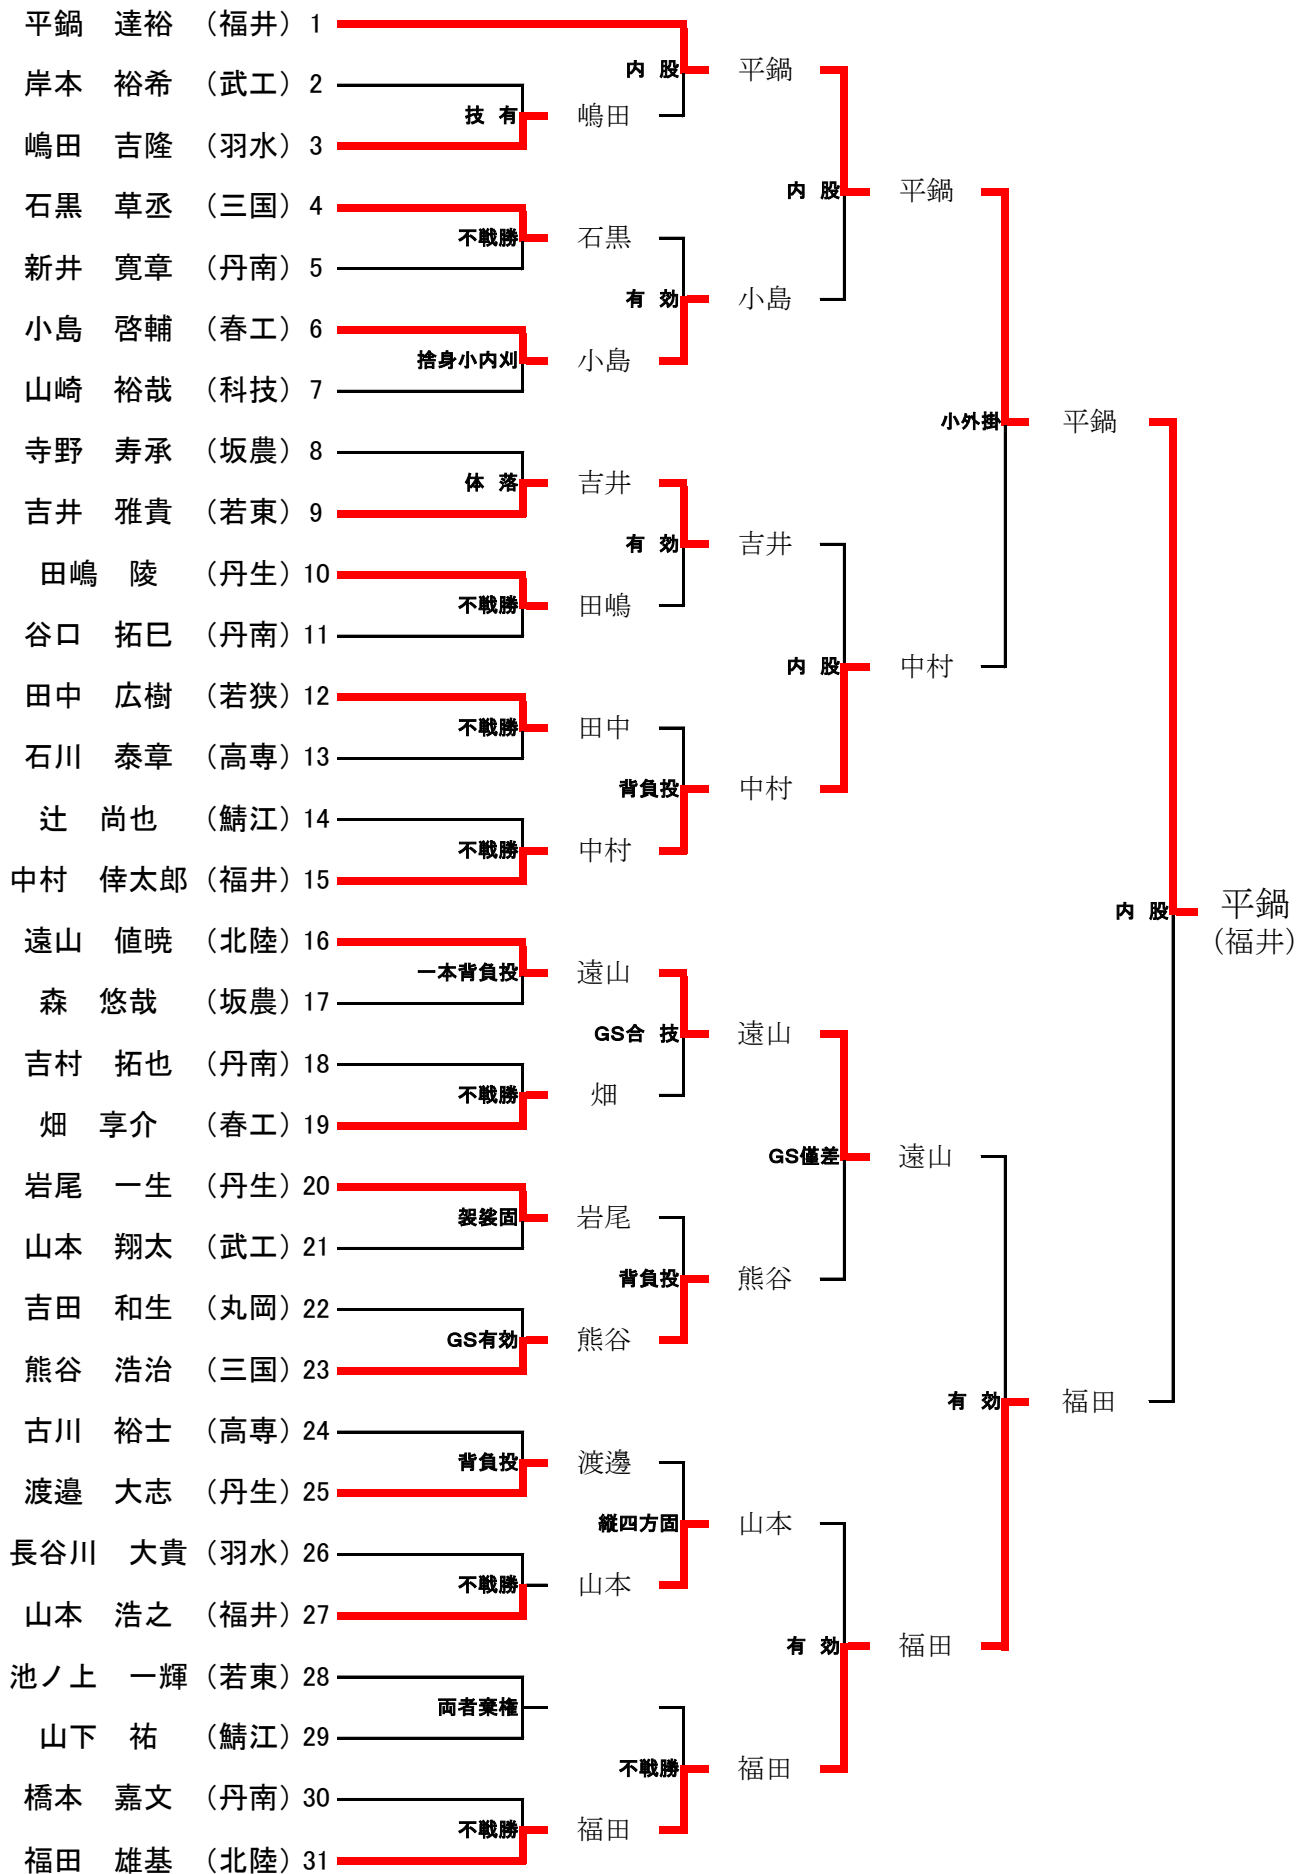 平鍋　達裕　（福井） 1
岸本　裕希　（武工） 2
嶋田　吉隆　（羽水） 3
石黒　草丞　（三国） 4
新井　寛章　（丹南） 5
小島　啓輔　（春工） 6
山崎　裕哉　（科技） 7
寺野　寿承　（坂農） 8
吉井　雅貴　（若東） 9
田嶋　陵　（丹生） 10
谷口　拓巳　（丹南） 11
田中　広樹　（若狭） 12
石川　泰章　（高専） 13
辻　尚也　（鯖江） 14
中村　倖太郎 （福井） 15
遠山　値暁　（北陸） 16
森　悠哉　（坂農） 17
吉村　拓也　（丹南） 18
畑　享介　（春工） 19
岩尾　一生　（丹生） 20
山本　翔太　（武工） 21
吉田　和生　（丸岡） 22
熊谷　浩治　（三国） 23
古川　裕士　（高専） 24
渡邉　大志　（丹生） 25
長谷川　大貴 （羽水） 26
山本　浩之　（福井） 27
池ノ上　一輝 （若東） 28
山下　祐　（鯖江） 29
橋本　嘉文　（丹南） 30
福田　雄基　（北陸） 31
技 有
嶋田
不戦勝
石黒
捨身小内刈
小島
体 落
吉井
不戦勝
田嶋
不戦勝
田中
不戦勝
中村
一本背負投
遠山
不戦勝
畑
袈裟固
岩尾
GS有効
熊谷
背負投
渡邊
不戦勝
山本
両者棄権
不戦勝
福田
内 股
平鍋
有 効
小島
有 効
吉井
背負投
中村
GS合 技
遠山
背負投
熊谷
縦四方固
山本
不戦勝
福田
内 股
平鍋
内 股
中村
GS僅差
遠山
有 効
福田
小外掛
平鍋
有 効
福田
内 股
平鍋
（福井）